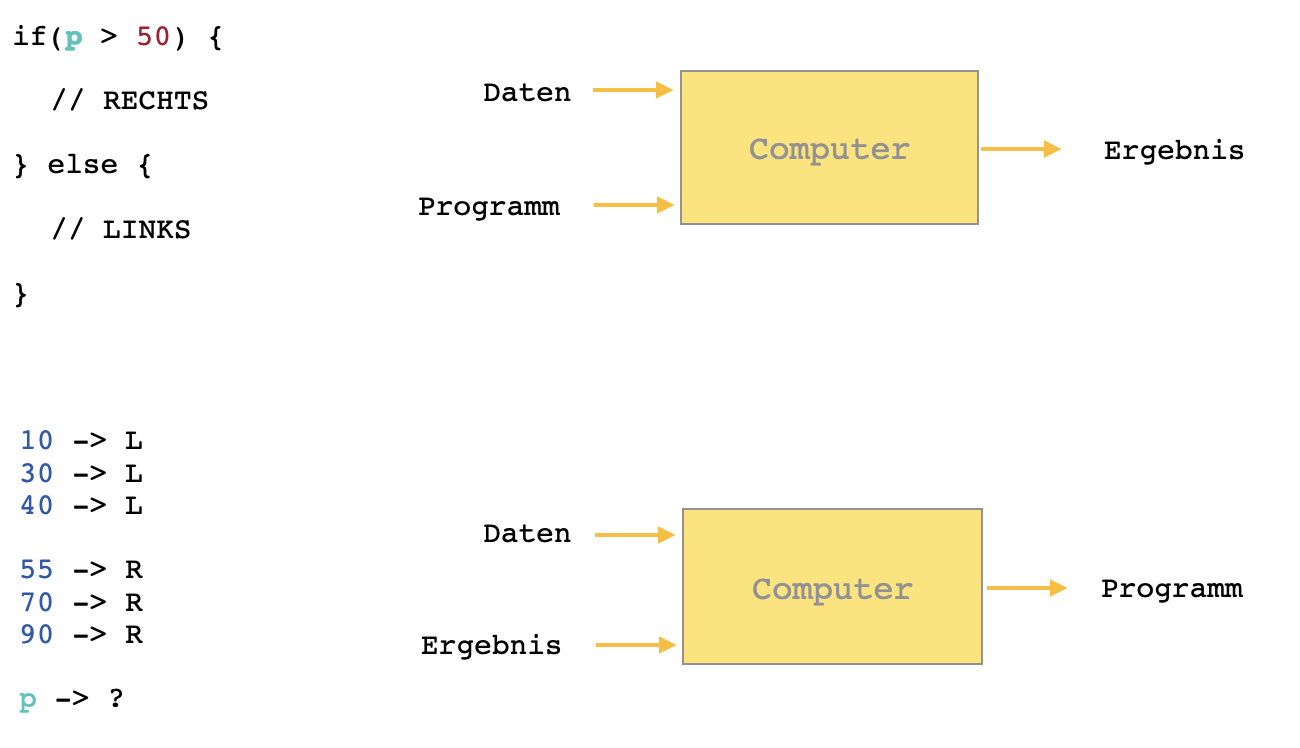 if(p > 50) {
// RECHTS
} else {
// LINKS
}
Daten
Programm
Computer
Ergebnis
10 -> L
30 -> L
40 -> L
55 -> R
70 -> R
90 -> R
p -> ?
Daten
Ergebnis
Computer
Programm